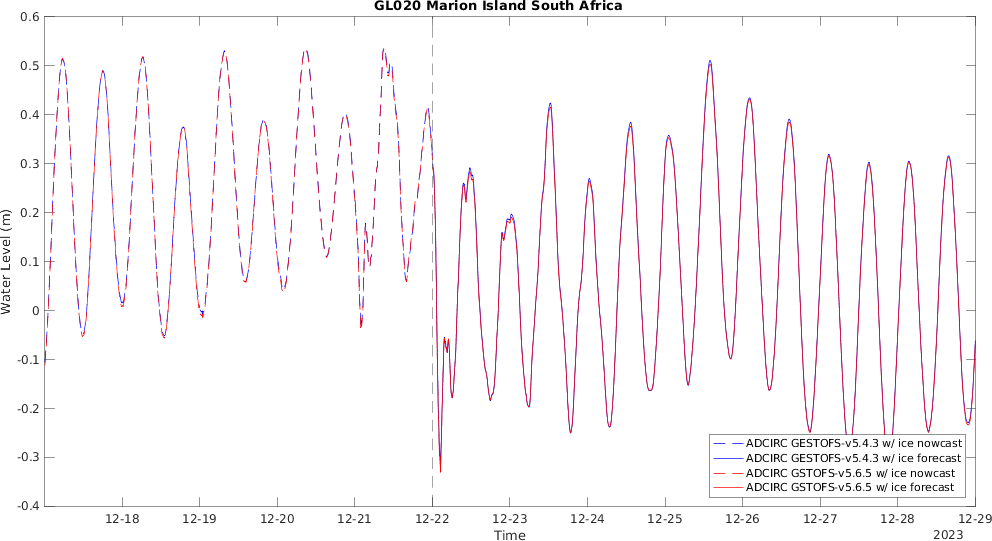 GL020 Marion Island South Africa
0.6
0.5
0.4
0.3
0.2
0.1
0
-0.1
-0.2
-0.3
-0.4
Water Level (m)
ADCIRC GESTOFS-v5.4.3 w/ ice nowcast
ADCIRC GESTOFS-v5.4.3 w/ ice forecast
ADCIRC GSTOFS-v5.6.5 w/ ice nowcast
ADCIRC GSTOFS-v5.6.5 w/ ice forecast
12-18 12-19 12-20 12-21 12-22 12-23 12-24 12-25 12-26 12-27 12-28 12-29
Time
2023